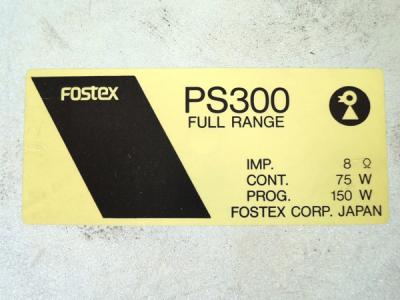 Fostex
PS300
FULL RANGE
IMP. 8 Ω
CONT. 75 W
PROG. 150 W
FOSTEX CORP. JAPAN